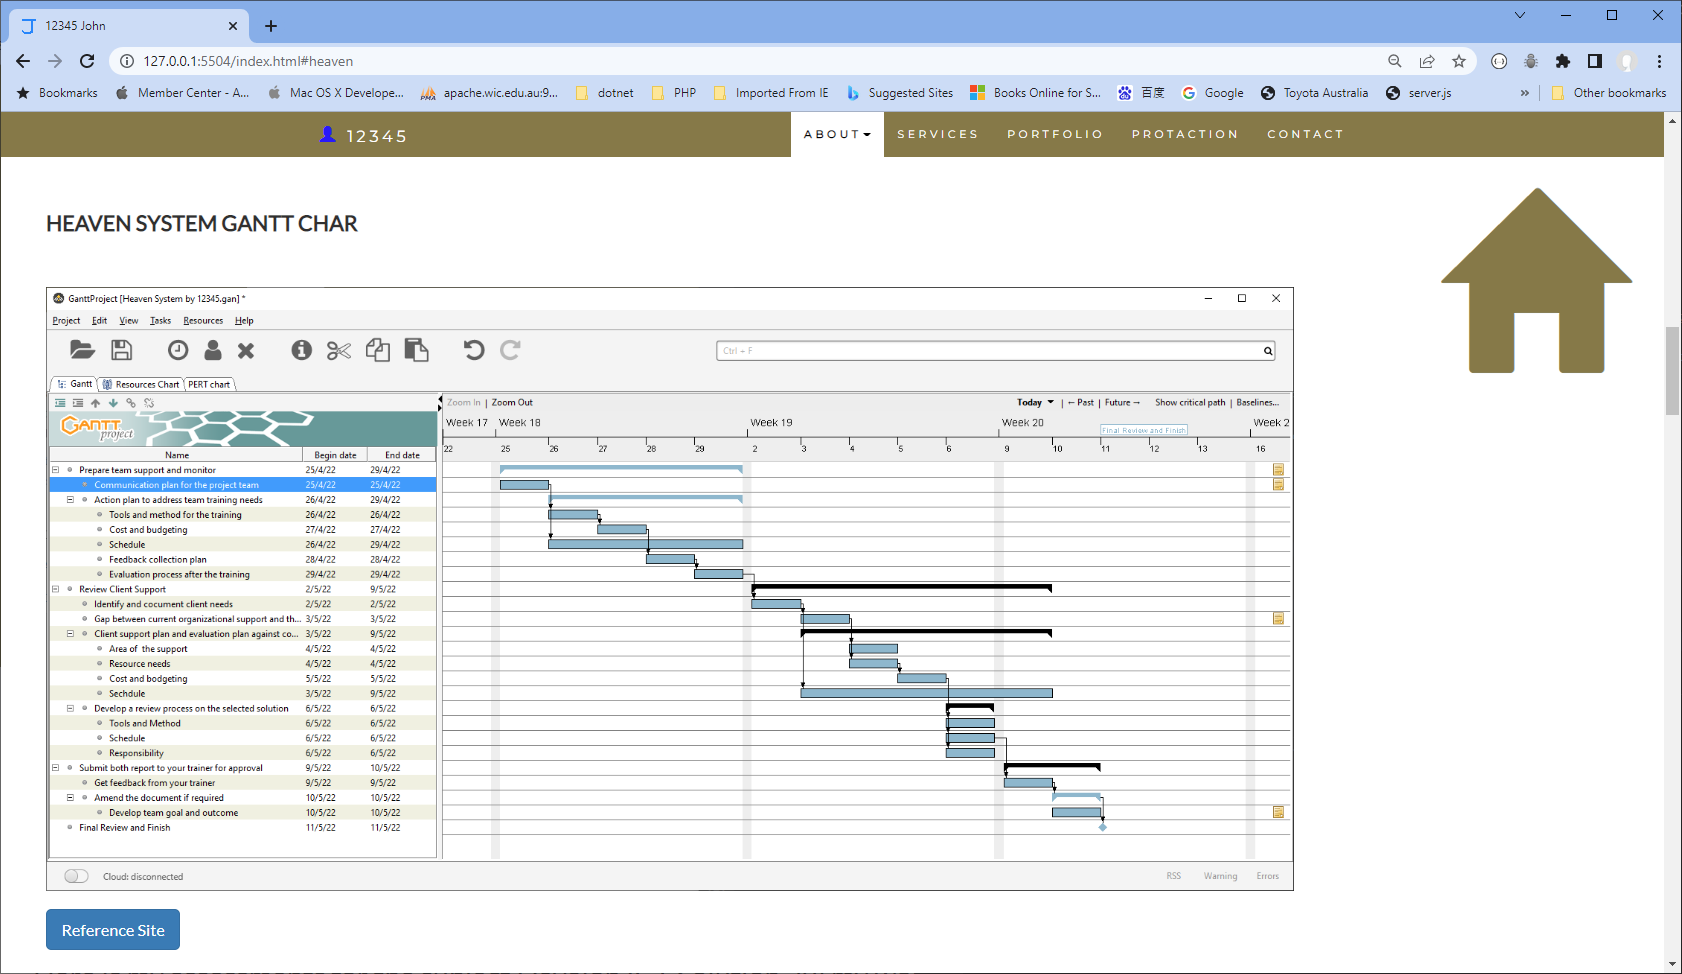 12345 John
127.0.0.1:5504/index.html#heaven
Bookmarks
Member Center - A...
Mac OS X Develope...
apache.wic.edu.au:9...
dotnet
PHP
Imported From IE
Suggested Sites
Books Online for S...
百度
Google
Toyota Australia
server.js
»
Other bookmarks
12345
ABOUT
SERVICES
PORTFOLIO
PROTACTION
CONTACT
HEAVEN SYSTEM GANTT CHAR
GanttProject [Heaven System by 12345.gan] *
Project Edit View Tasks Resources Help
Ctrl + F
Gantt
Resources Chart
PERT chart
Zoom In | Zoom Out
Today | ←Past | Future→ Show critical path | Baselines...
GANTT project
Week 17 Week 18 Week 19 Week 20 Week 2
Final Review and Finish
22 25 26 27 28 29 2 3 4 5 6 9 10 11 12 13 16
Name Begin date End date
Prepare team support and monitor 25/4/22 29/4/22
Communication plan for the project team 25/4/22 25/4/22
Action plan to address team training needs 26/4/22 29/4/22
Tools and method for the training 26/4/22 26/4/22
Cost and budgeting 27/4/22 27/4/22
Schedule 26/4/22 29/4/22
Feedback collection plan 28/4/22 28/4/22
Evaluation process after the training 29/4/22 29/4/22
Review Client Support 2/5/22 9/5/22
Identify and cocument client needs 2/5/22 2/5/22
Gap between current organizational support and th... 3/5/22 3/5/22
Client support plan and evaluation plan against co... 3/5/22 9/5/22
Area of the support 4/5/22 4/5/22
Resource needs 4/5/22 4/5/22
Cost and bodgeting 5/5/22 5/5/22
Sechdule 3/5/22 9/5/22
Develop a review process on the selected solution 6/5/22 6/5/22
Tools and Method 6/5/22 6/5/22
Schedule 6/5/22 6/5/22
Responsibility 6/5/22 6/5/22
Submit both report to your trainer for approval 9/5/22 10/5/22
Get feedback from your trainer 9/5/22 9/5/22
Amend the document if required 10/5/22 10/5/22
Develop team goal and outcome 10/5/22 10/5/22
Final Review and Finish 11/5/22 11/5/22
Cloud: disconnected
RSS Warning Errors
Reference Site